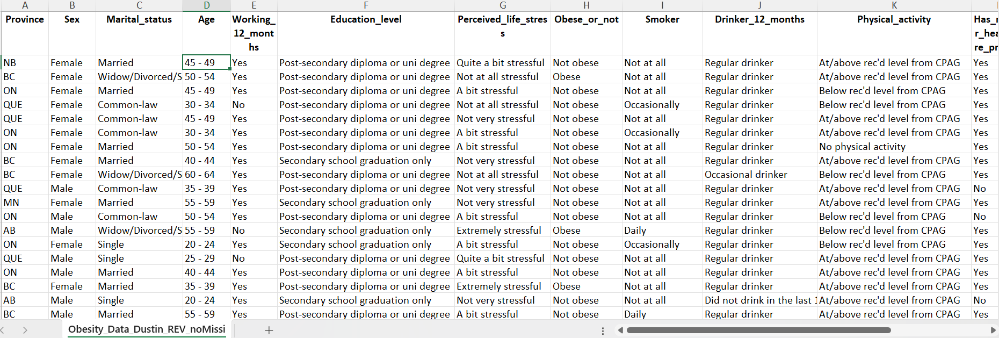 A B C D E F G H I J K
Province Sex Marital_status Age Working_ Education_level Perceived_life_stres Obese_or_not Smoker Drinker_12_months Physical_activity Has_
12_mont s r_hea
hs re_pr
NB Female Married 45 - 49 Yes Post-secondary diploma or uni degree Quite a bit stressful Not obese Not at all Regular drinker At/above rec'd level from CPAG Yes
BC Female Widow/Divorced/S 50 - 54 Yes Post-secondary diploma or uni degree Not at all stressful Obese Not at all Regular drinker At/above rec'd level from CPAG Yes
ON Female Married 45 - 49 Yes Post-secondary diploma or uni degree A bit stressful Not obese Not at all Regular drinker Below rec'd level from CPAG Yes
QUE Female Common-law 30 - 34 No Post-secondary diploma or uni degree Not at all stressful Not obese Occasionally Regular drinker Below rec'd level from CPAG Yes
QUE Female Common-law 45 - 49 Yes Post-secondary diploma or uni degree Not very stressful Not obese Not at all Regular drinker At/above rec'd level from CPAG Yes
ON Female Common-law 30 - 34 Yes Post-secondary diploma or uni degree A bit stressful Not obese Occasionally Regular drinker At/above rec'd level from CPAG Yes
ON Female Married 50 - 54 Yes Post-secondary diploma or uni degree A bit stressful Not obese Not at all Regular drinker No physical activity Yes
BC Female Married 40 - 44 Yes Secondary school graduation only Not very stressful Not obese Not at all Regular drinker At/above rec'd level from CPAG Yes
BC Female Widow/Divorced/S 60 - 64 Yes Post-secondary diploma or uni degree Not at all stressful Not obese Not at all Occasional drinker Below rec'd level from CPAG Yes
QUE Male Common-law 35 - 39 Yes Post-secondary diploma or uni degree Not very stressful Not obese Not at all Regular drinker At/above rec'd level from CPAG No
MN Female Married 55 - 59 Yes Secondary school graduation only Not very stressful Not obese Not at all Regular drinker At/above rec'd level from CPAG Yes
ON Male Common-law 50 - 54 Yes Post-secondary diploma or uni degree A bit stressful Not obese Not at all Regular drinker Below rec'd level from CPAG No
AB Male Widow/Divorced/S 55 - 59 No Secondary school graduation only Extremely stressful Obese Daily Regular drinker Below rec'd level from CPAG Yes
ON Female Single 20 - 24 Yes Secondary school graduation only A bit stressful Not obese Occasionally Regular drinker Below rec'd level from CPAG Yes
QUE Male Single 25 - 29 No Post-secondary diploma or uni degree Quite a bit stressful Not obese Not at all Regular drinker At/above rec'd level from CPAG Yes
ON Male Married 40 - 44 Yes Post-secondary diploma or uni degree A bit stressful Not obese Not at all Regular drinker At/above rec'd level from CPAG Yes
BC Female Married 35 - 39 Yes Post-secondary diploma or uni degree Extremely stressful Obese Not at all Regular drinker At/above rec'd level from CPAG Yes
AB Male Single 20 - 24 Yes Secondary school graduation only Not very stressful Not obese Not at all Did not drink in the last 1 At/above rec'd level from CPAG No
BC Male Married 55 - 59 Yes Post-secondary diploma or uni degree A bit stressful Not obese Daily Regular drinker At/above rec'd level from CPAG Yes
Obesity_Data_Dustin_REV_noMissi